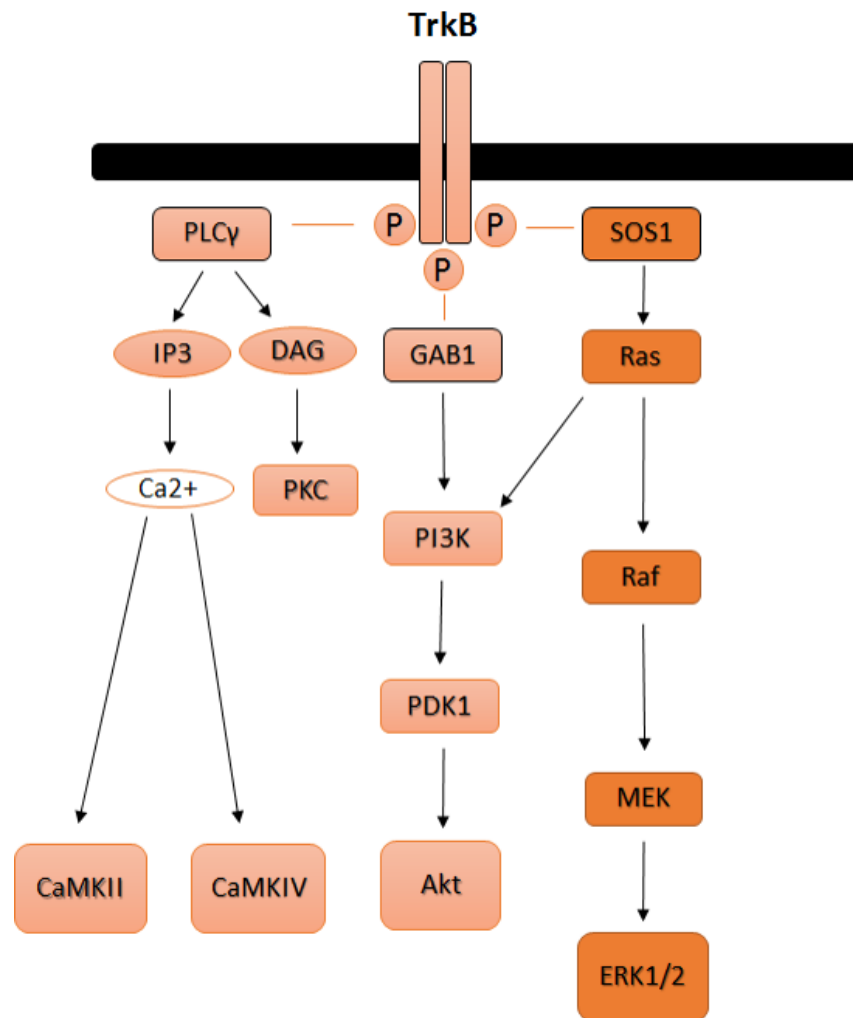 TrkB
P
P
P
PLCγ
SOS1
IP3
DAG
GAB1
Ras
Ca2+
PKC
PI3K
Raf
PDK1
MEK
CaMKII
CaMKIV
Akt
ERK1/2